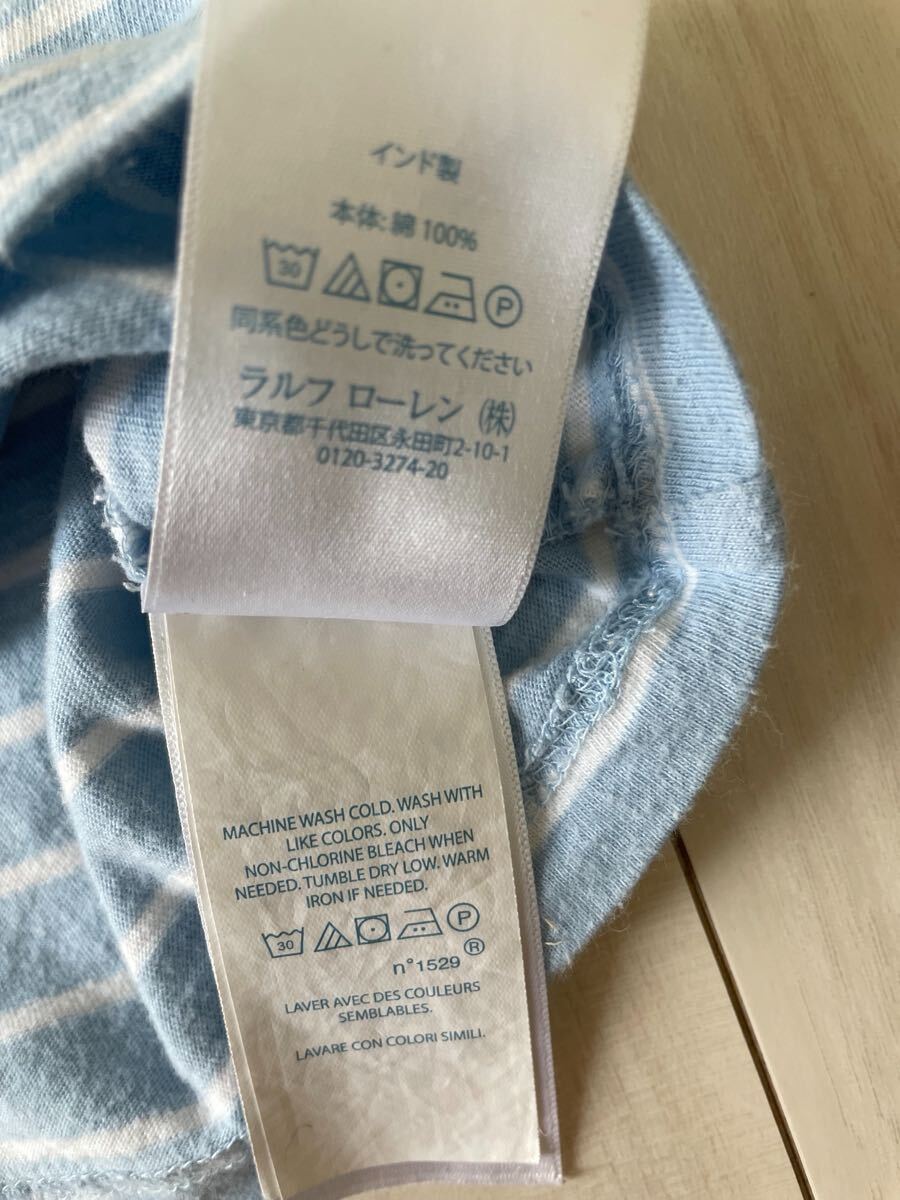 インド製
本体: 綿 100%
30 P
同系色どうしで洗ってください
ラルフ ローレン (株)
東京都千代田区永田町2-10-1
0120-3274-20
MACHINE WASH COLD. WASH WITH
LIKE COLORS. ONLY
NON-CHLORINE BLEACH WHEN
NEEDED. TUMBLE DRY LOW. WARM
IRON IF NEEDED.
30 P
n°1529 ®
LAVER AVEC DES COULEURS
SEMBLABLES.
LAVARE CON COLORI SIMILI.